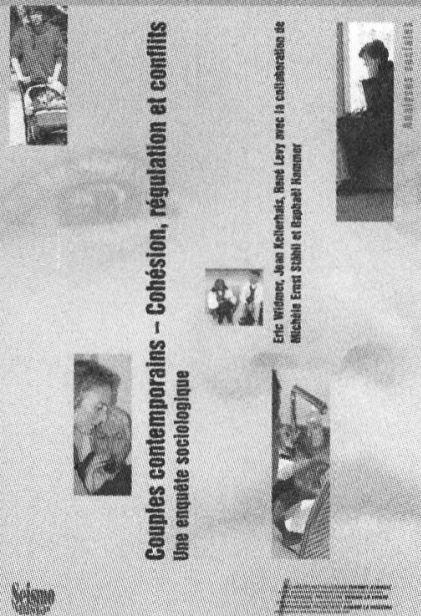 Couples contemporains – Cohésion, régulation et conflits
Une enquête sociologique
Eric Widmer, Jean Kellerhals, René Levy avec la collaboration de
Michèle Ernst Stähli et Raphaël Hammer
Analyses sociales
Seismo